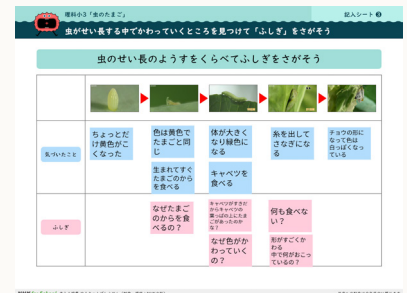 理科小3「虫のたまご」
記入シート❸
虫がせい長する中でかわっていくところを見つけて「ふしぎ」をさがそう
虫のせい長のようすをくらべてふしぎをさがそう
気づいたこと
ちょっとだ
け黄色がこ
くなった
色は黄色で
たまごと同
じ
体が大きく
なり緑色に
なる
糸を出して
さなぎにな
る
チョウの形に
なって色は
白っぽくなっ
ている
生まれてすぐ
たまごのから
を食べる
キャベツを
食べる
ふしぎ
なぜたまご
のからを食
べるの?
キャベツがすきだ
からキャベツの
葉っぱの上にたま
ごがあったのか
な?
何も食べな
い?
なぜ色がか
わっていく
の?
形がすごくか
わる
中で何がおこっ
ているの?